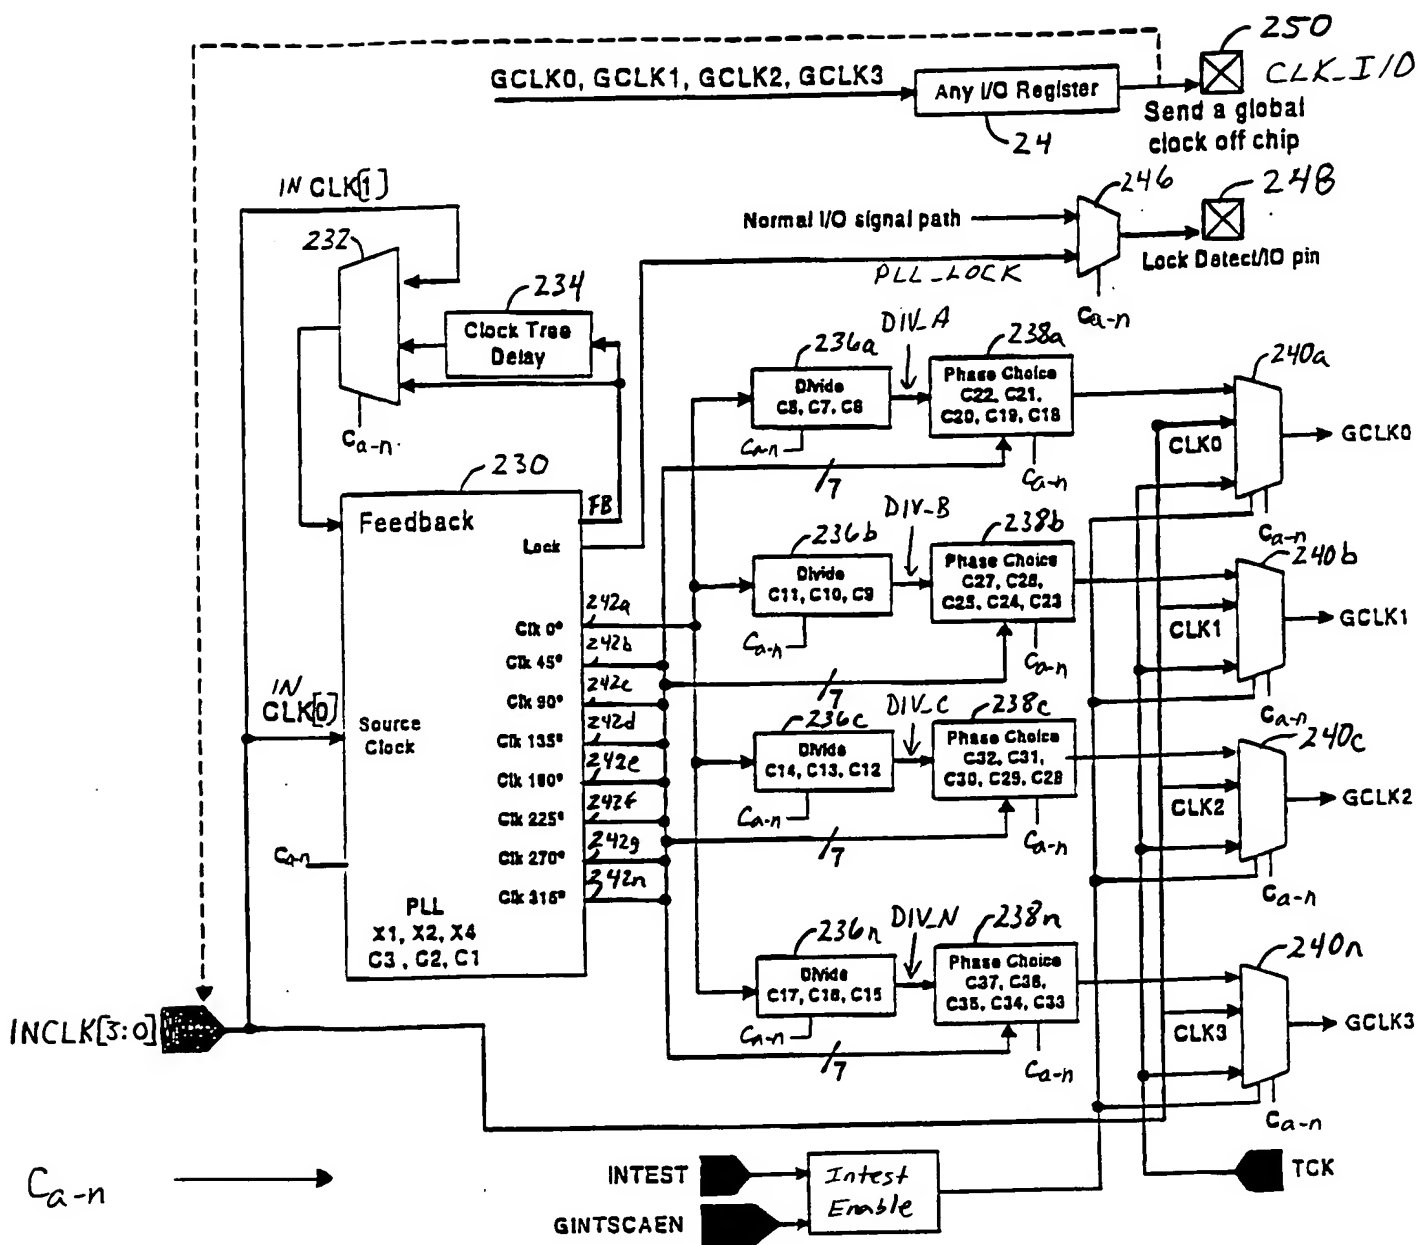 250
CLK_I/O
GCLK0, GCLK1, GCLK2, GCLK3
Any I/O Register
24
Send a global
clock off chip
IN CLK[1]
232
246
248
Normal I/O signal path
PLL_LOCK
Lock Detect/IO pin
Ca-n
234
Clock Tree
Delay
Ca-n
DIV_A
236a
Divide
C8, C7, C6
Ca-n
238a
Phase Choice
C22, C21,
C20, C19, C18
Ca-n
7
240a
CLK0
GCLK0
Ca-n
230
Feedback
FB
Lock
DIV_B
236b
Divide
C11, C10, C9
Ca-n
238b
Phase Choice
C27, C26,
C25, C24, C23
Ca-n
7
240b
CLK1
GCLK1
Ca-n
242a
Clk 0°
242b
Clk 45°
242c
Clk 90°
242d
Clk 135°
242e
Clk 180°
242f
Clk 225°
242g
Clk 270°
242n
Clk 315°
IN
CLK[0]
Source
Clock
Ca-n
PLL
X1, X2, X4
C3, C2, C1
DIV_C
236c
Divide
C14, C13, C12
Ca-n
238c
Phase Choice
C32, C31,
C30, C29, C28
Ca-n
7
240c
CLK2
GCLK2
Ca-n
DIV_N
236n
Divide
C17, C16, C15
Ca-n
238n
Phase Choice
C37, C36,
C35, C34, C33
Ca-n
7
240n
CLK3
GCLK3
Ca-n
INCLK[3:0]
Ca-n
INTEST
GINTSCAEN
Intest
Enable
TCK